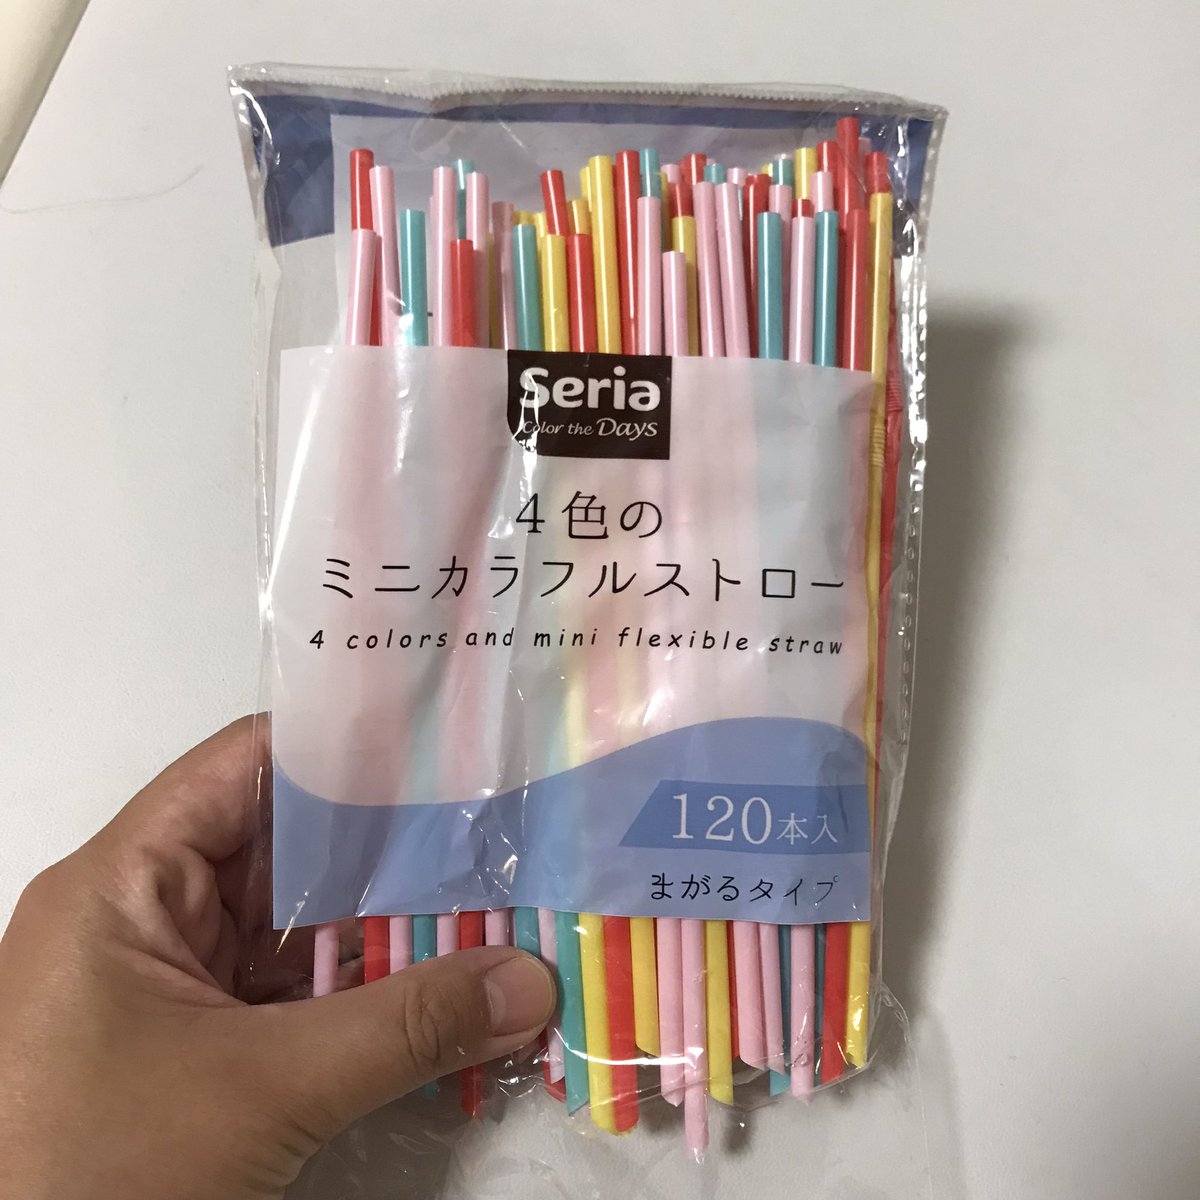 Seria
Color the Days
4色の
ミニカラフルストロー
4 colors and mini flexible straw
120本入
まがるタイプ